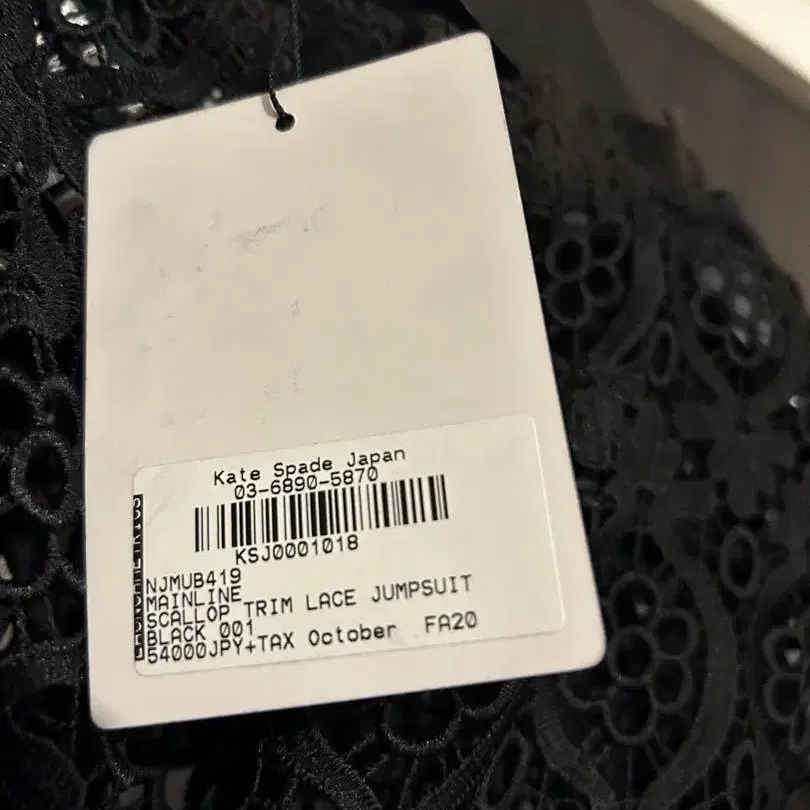 Kate Spade Japan
03-6890-5870
KSJ0001018
NJMUB419
MAINLINE
SCALLOP TRIM LACE JUMPSUIT
BLACK 001
54000JPY+TAX October FA20